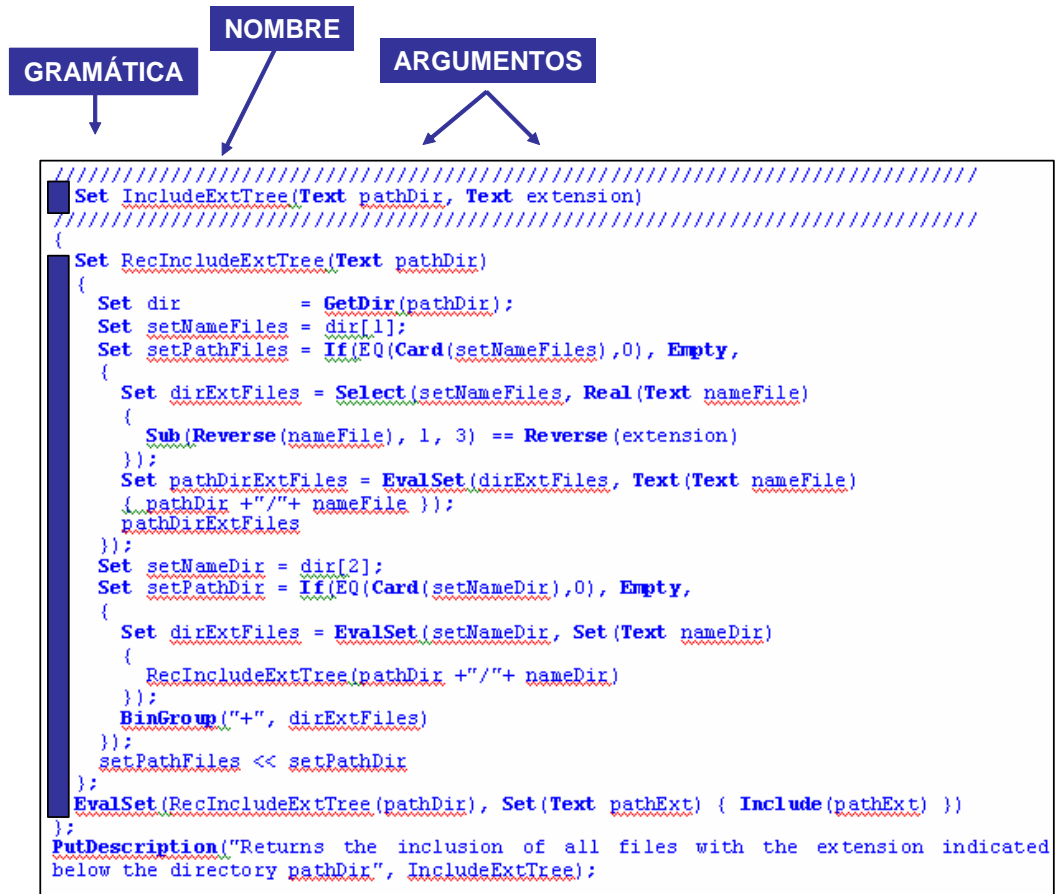 NOMBRE
GRAMÁTICA
ARGUMENTOS
//////////////////////////////////////////////////////////////////////
Set IncludeExtTree(Text pathDir, Text extension)
//////////////////////////////////////////////////////////////////////
{
Set RecIncludeExtTree(Text pathDir)
{
Set dir = GetDir(pathDir);
Set setNameFiles = dir[1];
Set setPathFiles = If(EQ(Card(setNameFiles),0), Empty,
{
Set dirExtFiles = Select(setNameFiles, Real(Text nameFile)
{
Sub(Reverse(nameFile), 1, 3) == Reverse(extension)
});
Set pathDirExtFiles = EvalSet(dirExtFiles, Text(Text nameFile)
{ pathDir +"/"+ nameFile });
pathDirExtFiles
});
Set setNameDir = dir[2];
Set setPathDir = If(EQ(Card(setNameDir),0), Empty,
{
Set dirExtFiles = EvalSet(setNameDir, Set(Text nameDir)
{
RecIncludeExtTree(pathDir +"/"+ nameDir)
});
BinGroup("+", dirExtFiles)
});
setPathFiles << setPathDir
};
EvalSet(RecIncludeExtTree(pathDir), Set(Text pathExt) { Include(pathExt) })
};
PutDescription("Returns the inclusion of all files with the extension indicated
below the directory pathDir", IncludeExtTree);